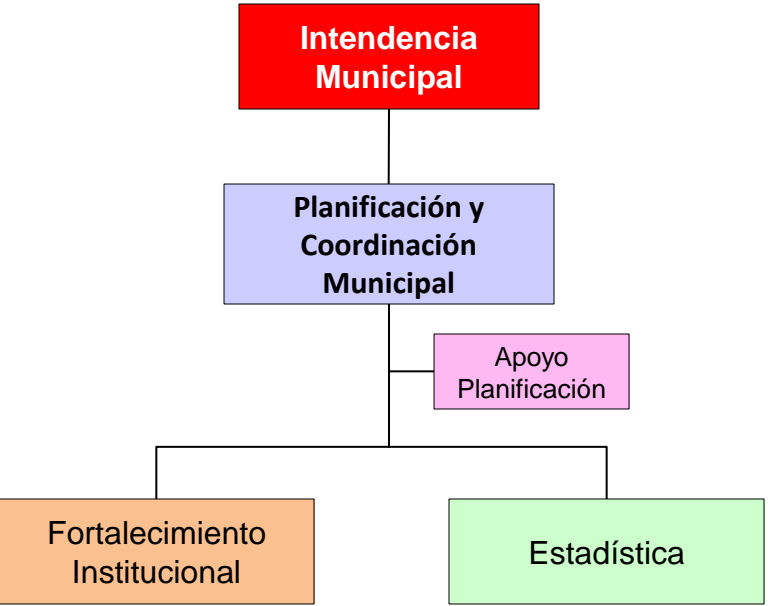 Intendencia
Municipal
Planificación y
Coordinación
Municipal
Apoyo
Planificación
Fortalecimiento
Institucional
Estadística